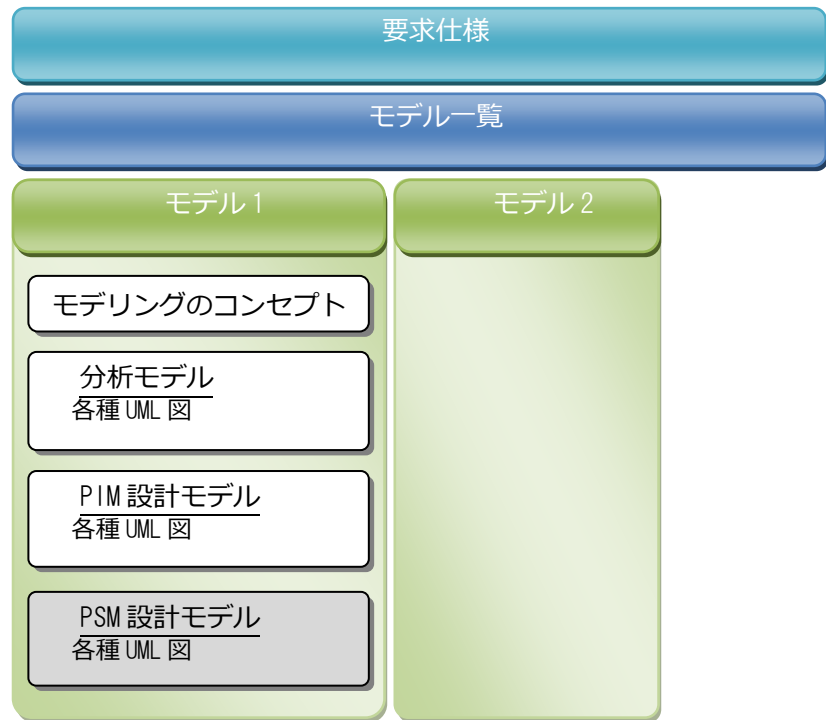 要求仕様
モデル一覧
モデル1
モデル2
モデリングのコンセプト
分析モデル
各種UML図
PIM設計モデル
各種UML図
PSM設計モデル
各種UML図